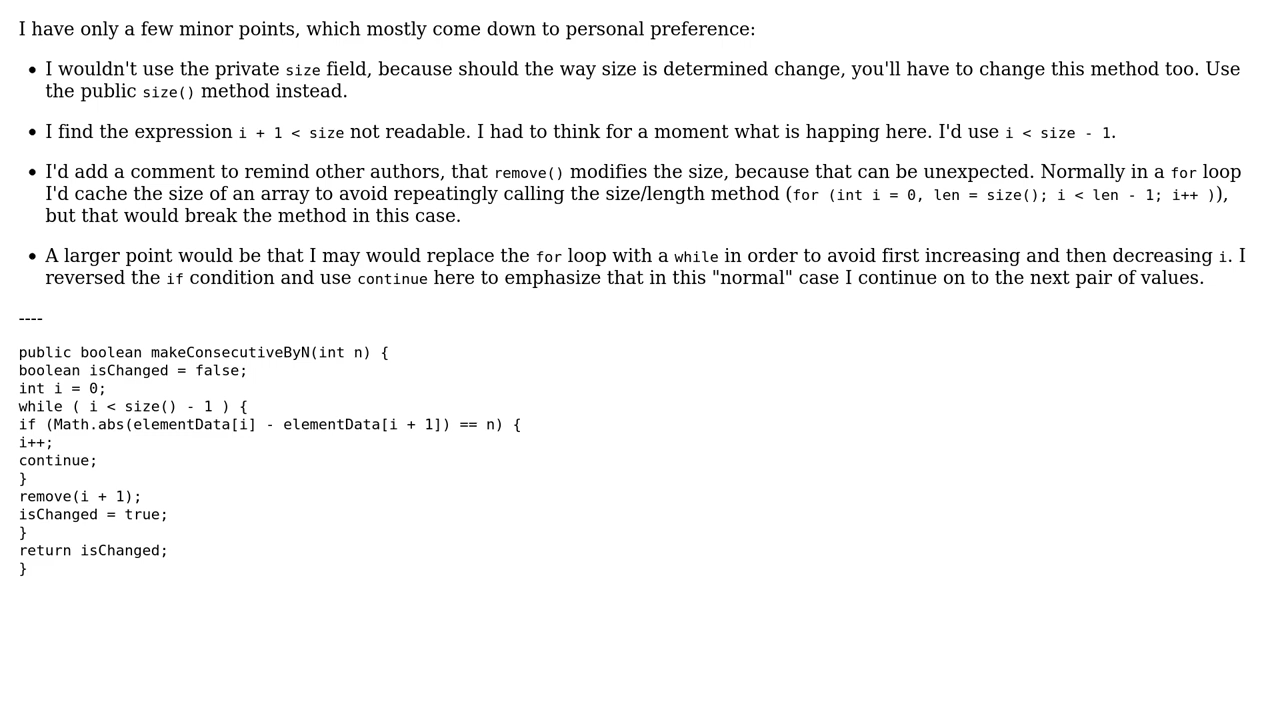 I have only a few minor points, which mostly come down to personal preference:
I wouldn't use the private size field, because should the way size is determined change, you'll have to change this method too. Use
the public size() method instead.
I find the expression i + 1 < size not readable. I had to think for a moment what is happing here. I'd use i < size - 1.
I'd add a comment to remind other authors, that remove() modifies the size, because that can be unexpected. Normally in a for loop
I'd cache the size of an array to avoid repeatingly calling the size/length method (for (int i = 0, len = size(); i < len - 1; i++ )),
but that would break the method in this case.
A larger point would be that I may would replace the for loop with a while in order to avoid first increasing and then decreasing i. I
reversed the if condition and use continue here to emphasize that in this "normal" case I continue on to the next pair of values.
----
public boolean makeConsecutiveByN(int n) {
boolean isChanged = false;
int i = 0;
while ( i < size() - 1 ) {
if (Math.abs(elementData[i] - elementData[i + 1]) == n) {
i++;
continue;
}
remove(i + 1);
isChanged = true;
}
return isChanged;
}